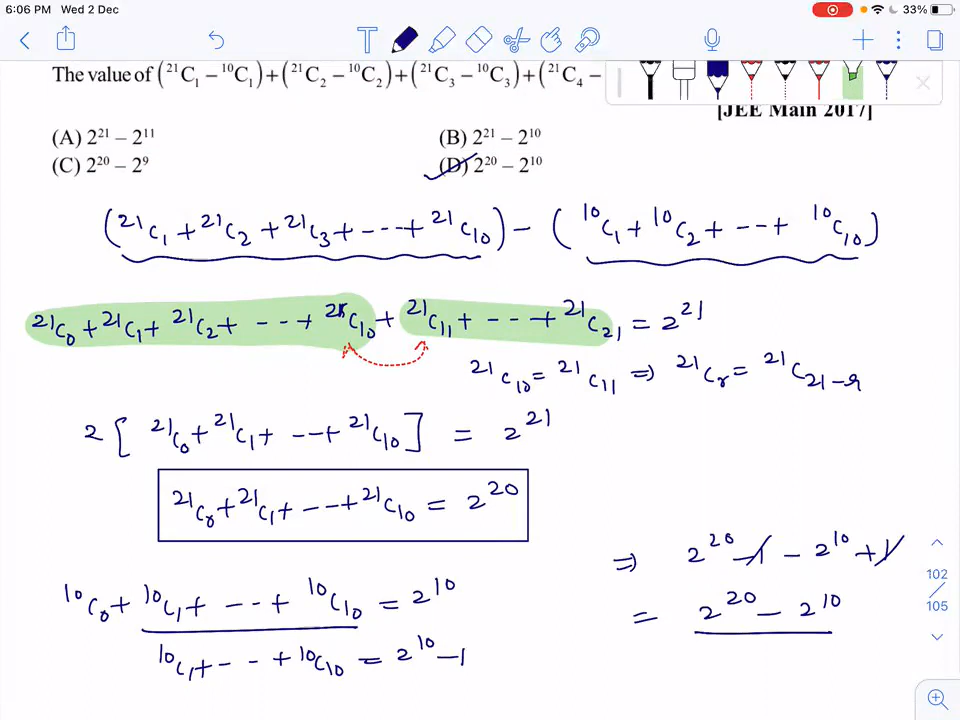 6:06 PM Wed 2 Dec 33%
The value of (²¹C₁ – ¹⁰C₁) + (²¹C₂ – ¹⁰C₂) + (²¹C₃ – ¹⁰C₃) + (²¹C₄ –
[JEE Main 2017]
(A) 2²¹ – 2¹¹ (B) 2²¹ – 2¹⁰
(C) 2²⁰ – 2⁹ (D) 2²⁰ – 2¹⁰
(²¹C₁ + ²¹C₂ + ²¹C₃ + --- + ²¹C₁₀) – (¹⁰C₁ + ¹⁰C₂ + --- + ¹⁰C₁₀)
²¹C₀ + ²¹C₁ + ²¹C₂ + --- + ²¹C₁₀ + ²¹C₁₁ + --- + ²¹C₂₁ = 2²¹
²¹C₁₀ = ²¹C₁₁ ⇒ ²¹Cᵣ = ²¹C₂₁₋ᵣ
2 [ ²¹C₀ + ²¹C₁ + --- + ²¹C₁₀ ] = 2²¹
²¹C₀ + ²¹C₁ + --- + ²¹C₁₀ = 2²⁰
⇒ 2²⁰ – 1 – 2¹⁰ + 1
102
/
105
¹⁰C₀ + ¹⁰C₁ + --- + ¹⁰C₁₀ = 2¹⁰
= 2²⁰ – 2¹⁰
¹⁰C₁ + --- + ¹⁰C₁₀ = 2¹⁰ – 1